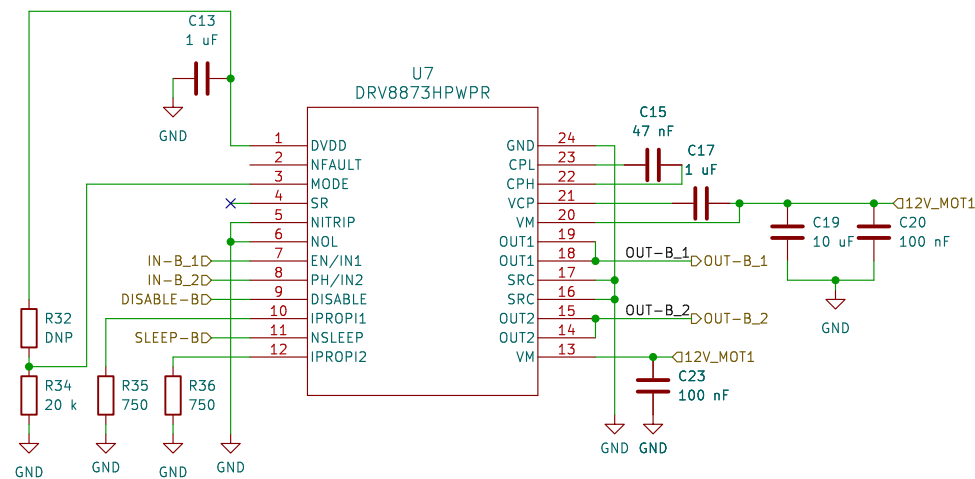 C13
1 uF
GND
U7
DRV8873HPWPR
1 DVDD
2 NFAULT
3 MODE
4 SR
5 NITRIP
6 NOL
IN-B_1 7 EN/IN1
IN-B_2 8 PH/IN2
DISABLE-B 9 DISABLE
10 IPROPI1
SLEEP-B 11 NSLEEP
12 IPROPI2
GND 24
CPL 23
CPH 22
VCP 21
VM 20
OUT1 19
OUT1 18 OUT-B_1 OUT-B_1
SRC 17
SRC 16
OUT2 15 OUT-B_2 OUT-B_2
OUT2 14
VM 13 12V_MOT1
C15
47 nF
C17
1 uF
12V_MOT1
C19
10 uF
C20
100 nF
GND
C23
100 nF
GND
GND
R32
DNP
R34
20 k
R35
750
R36
750
GND
GND
GND
GND